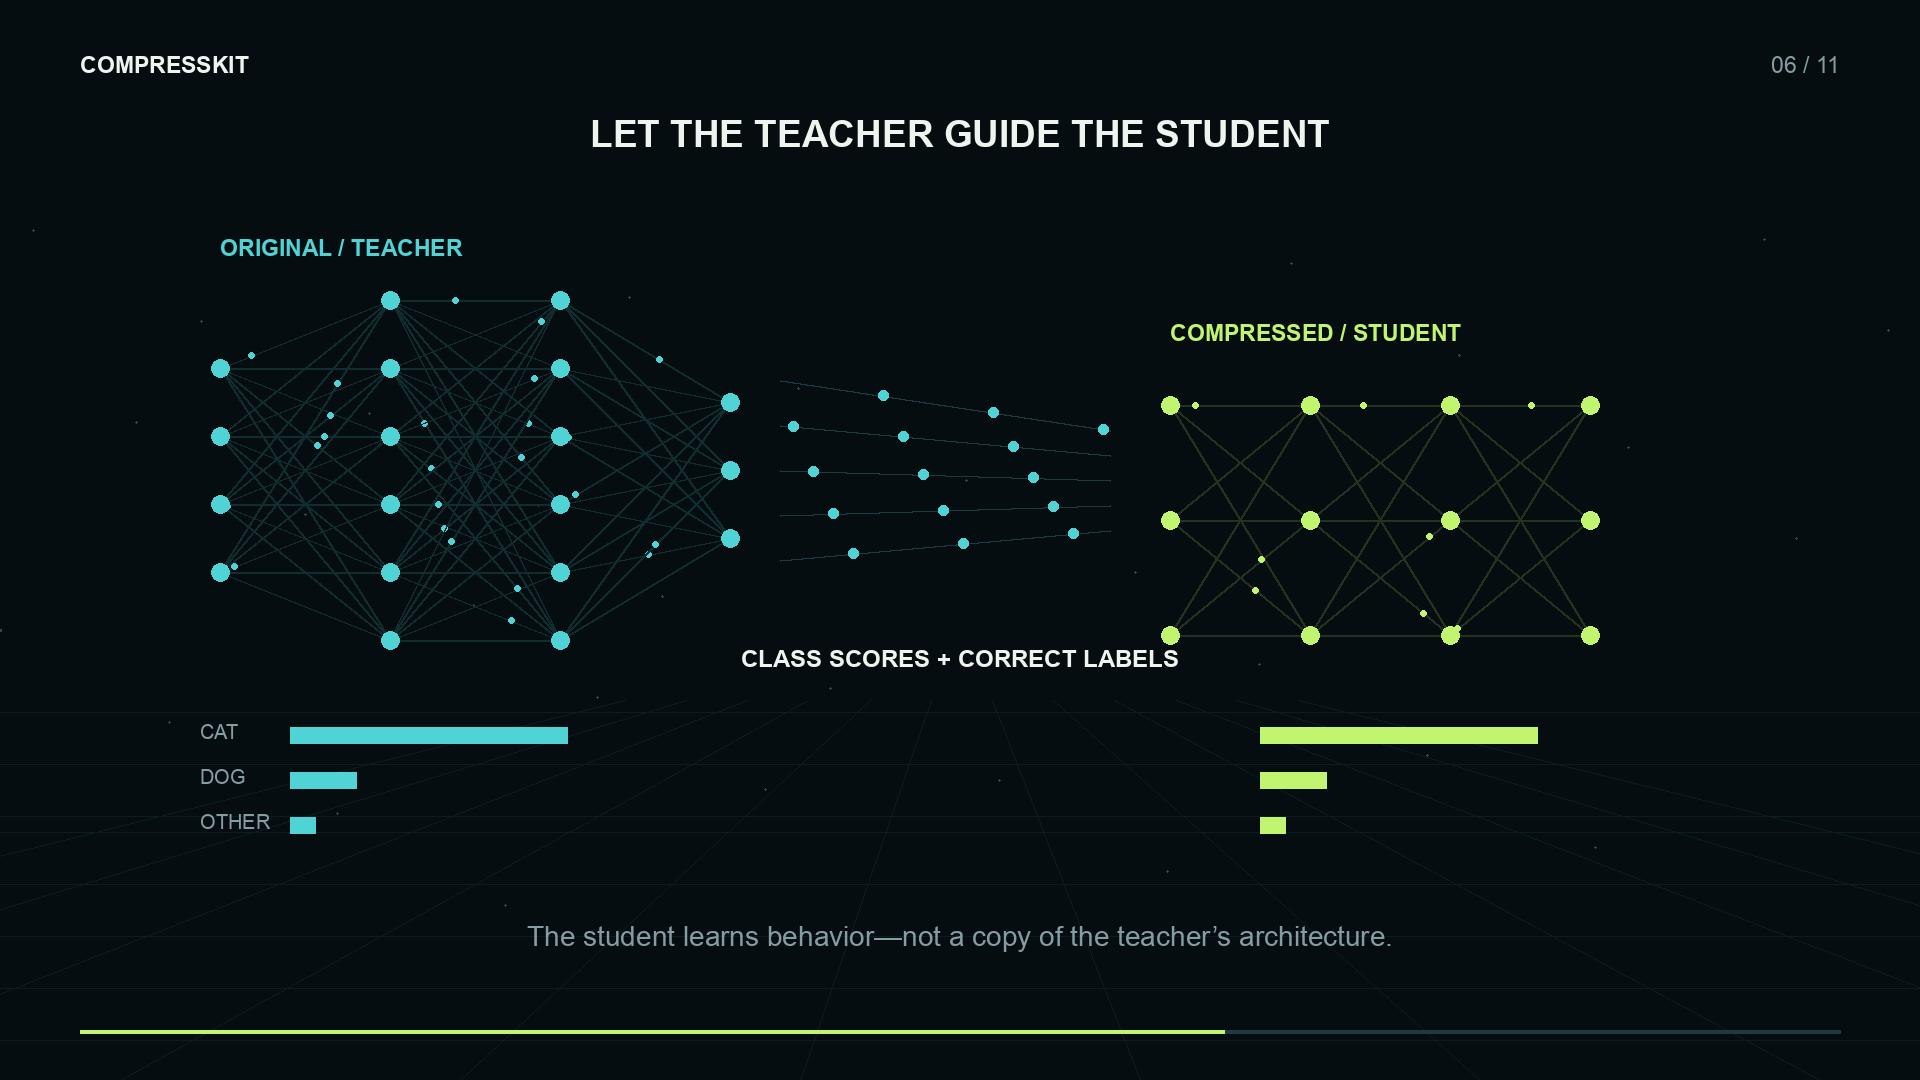 COMPRESSKIT
06 / 11
LET THE TEACHER GUIDE THE STUDENT
ORIGINAL / TEACHER
COMPRESSED / STUDENT
CLASS SCORES + CORRECT LABELS
CAT
DOG
OTHER
The student learns behavior—not a copy of the teacher’s architecture.